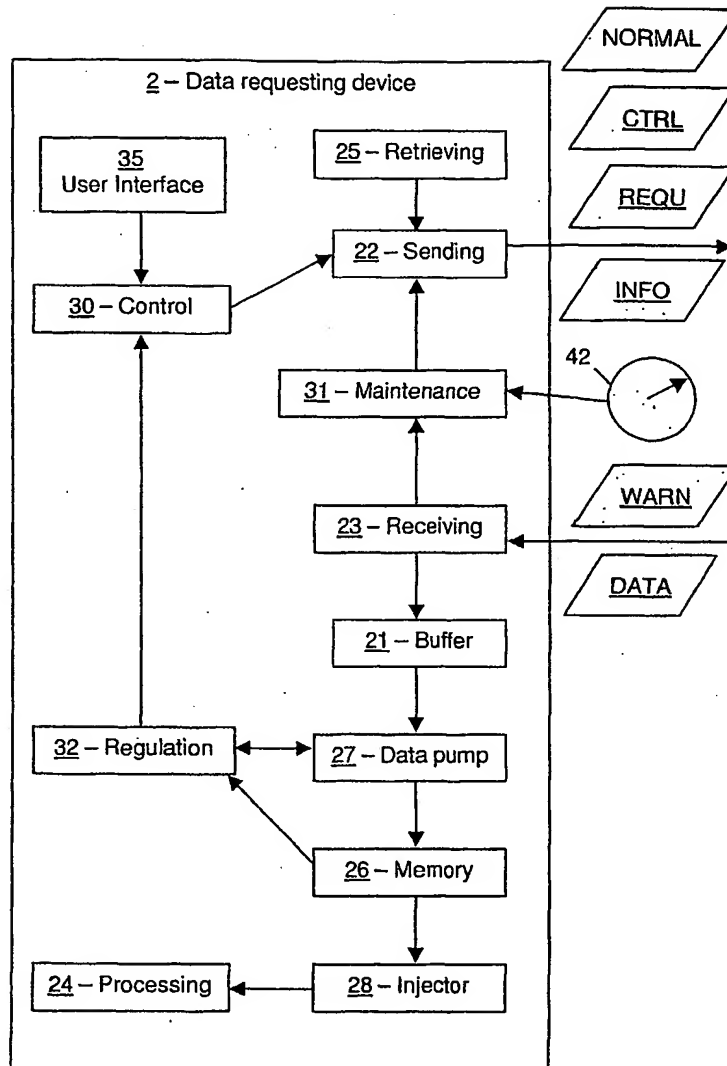 NORMAL
2 – Data requesting device
CTRL
35
User Interface
25 – Retrieving
REQU
22 – Sending
INFO
30 – Control
42
31 – Maintenance
WARN
23 – Receiving
DATA
21 – Buffer
32 – Regulation
27 – Data pump
26 – Memory
24 – Processing
28 – Injector